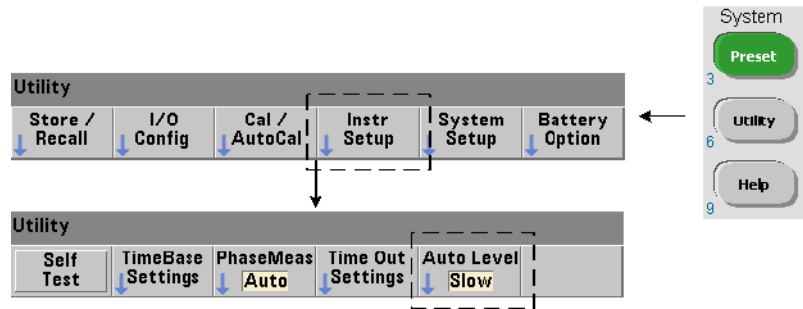 System
Preset
3
Utility
Store / Recall
I/O Config
Cal / AutoCal
Instr Setup
System Setup
Battery Option
Utility
6
Help
9
Utility
Self Test
TimeBase Settings
PhaseMeas Auto
Time Out Settings
Auto Level Slow